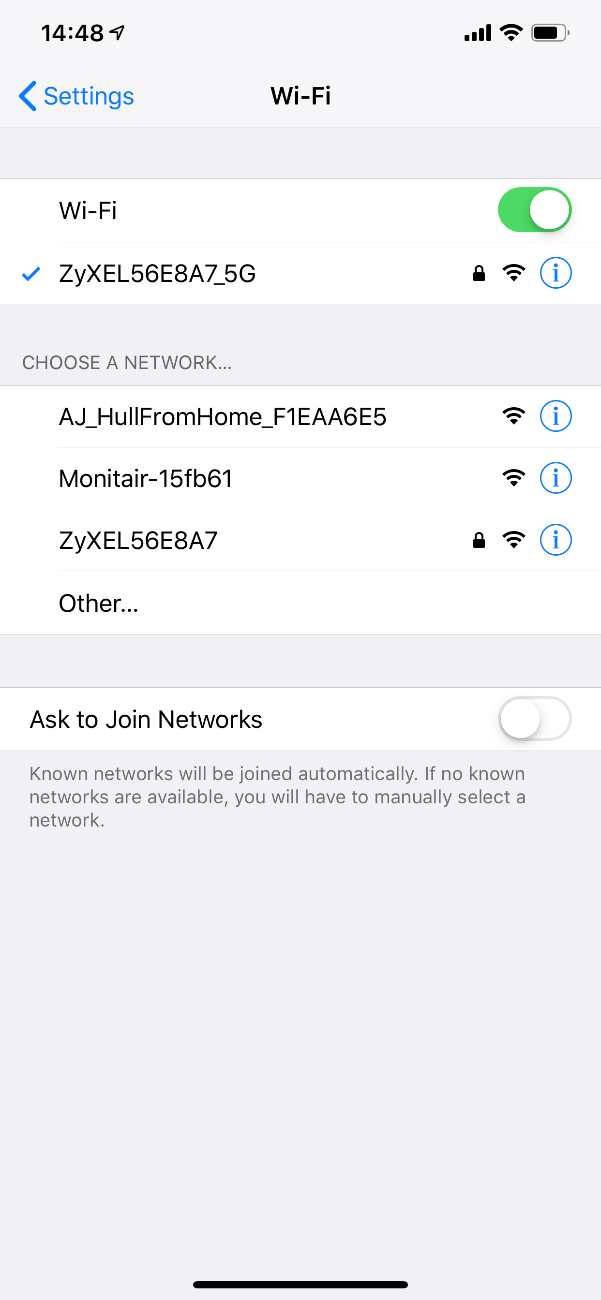 14:48
Settings
Wi-Fi
Wi-Fi
ZyXEL56E8A7_5G
CHOOSE A NETWORK...
AJ_HullFromHome_F1EAA6E5
Monitair-15fb61
ZyXEL56E8A7
Other...
Ask to Join Networks
Known networks will be joined automatically. If no known
networks are available, you will have to manually select a
network.